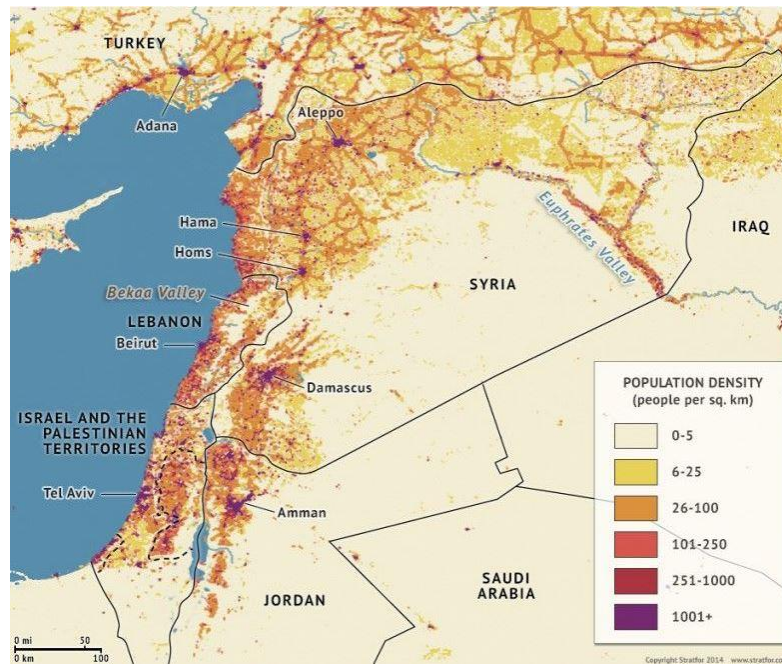 TURKEY
Adana
Aleppo
Hama
Homs
Euphrates Valley
IRAQ
Bekaa Valley
SYRIA
LEBANON
Beirut
Damascus
ISRAEL AND THE
PALESTINIAN
TERRITORIES
Tel Aviv
Amman
JORDAN
SAUDI
ARABIA
POPULATION DENSITY
(people per sq. km)
0-5
6-25
26-100
101-250
251-1000
1001+
0 mi 50
0 km 100
Copyright Stratfor 2014 www.stratfor.co